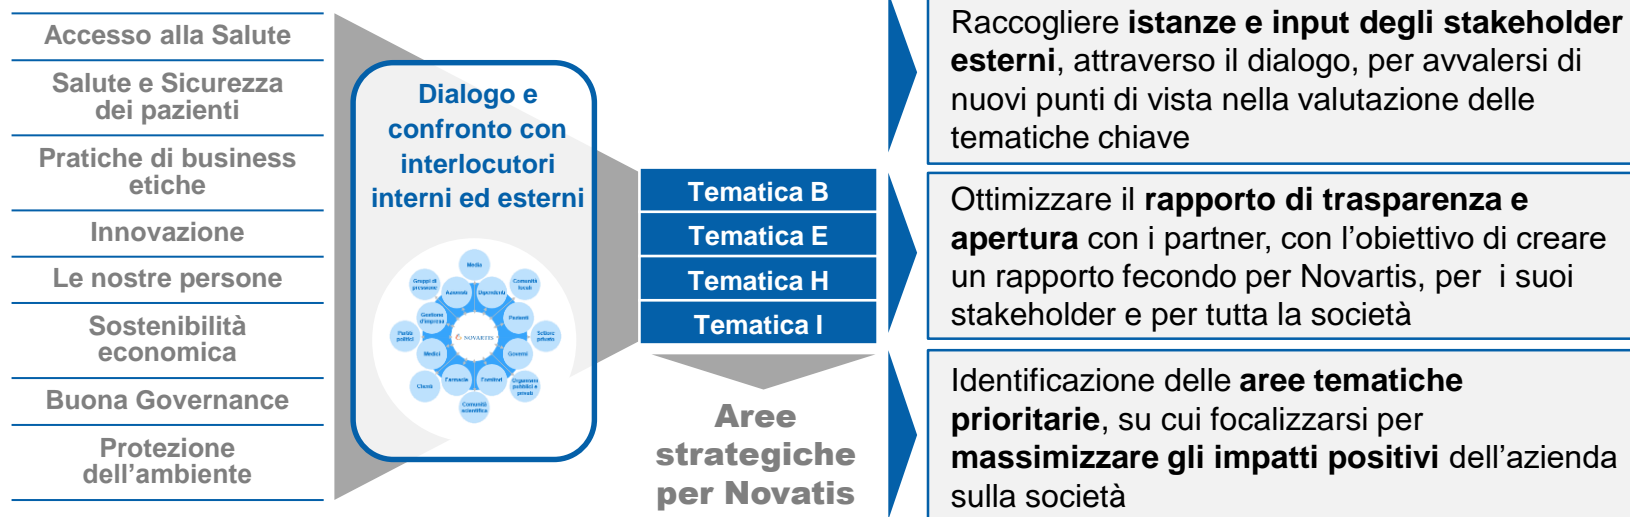 Accesso alla Salute
Salute e Sicurezza
dei pazienti
Pratiche di business
etiche
Innovazione
Le nostre persone
Sostenibilità
economica
Buona Governance
Protezione
dell’ambiente
Dialogo e
confronto con
interlocutori
interni ed esterni
Media
Gruppi di
pressione
Azionisti
Dipendenti
Comunità
locali
Gestione
d'impresa
Pazienti
Partiti
politici
NOVARTIS
Settore
privato
Medici
Governi
Clienti
Farmacie
Fornitori
Organismi
pubblici e
privati
Comunità
scientifica
Tematica B
Tematica E
Tematica H
Tematica I
Aree
strategiche
per Novatis
Raccogliere istanze e input degli stakeholder
esterni, attraverso il dialogo, per avvalersi di
nuovi punti di vista nella valutazione delle
tematiche chiave
Ottimizzare il rapporto di trasparenza e
apertura con i partner, con l’obiettivo di creare
un rapporto fecondo per Novartis, per i suoi
stakeholder e per tutta la società
Identificazione delle aree tematiche
prioritarie, su cui focalizzarsi per
massimizzare gli impatti positivi dell’azienda
sulla società